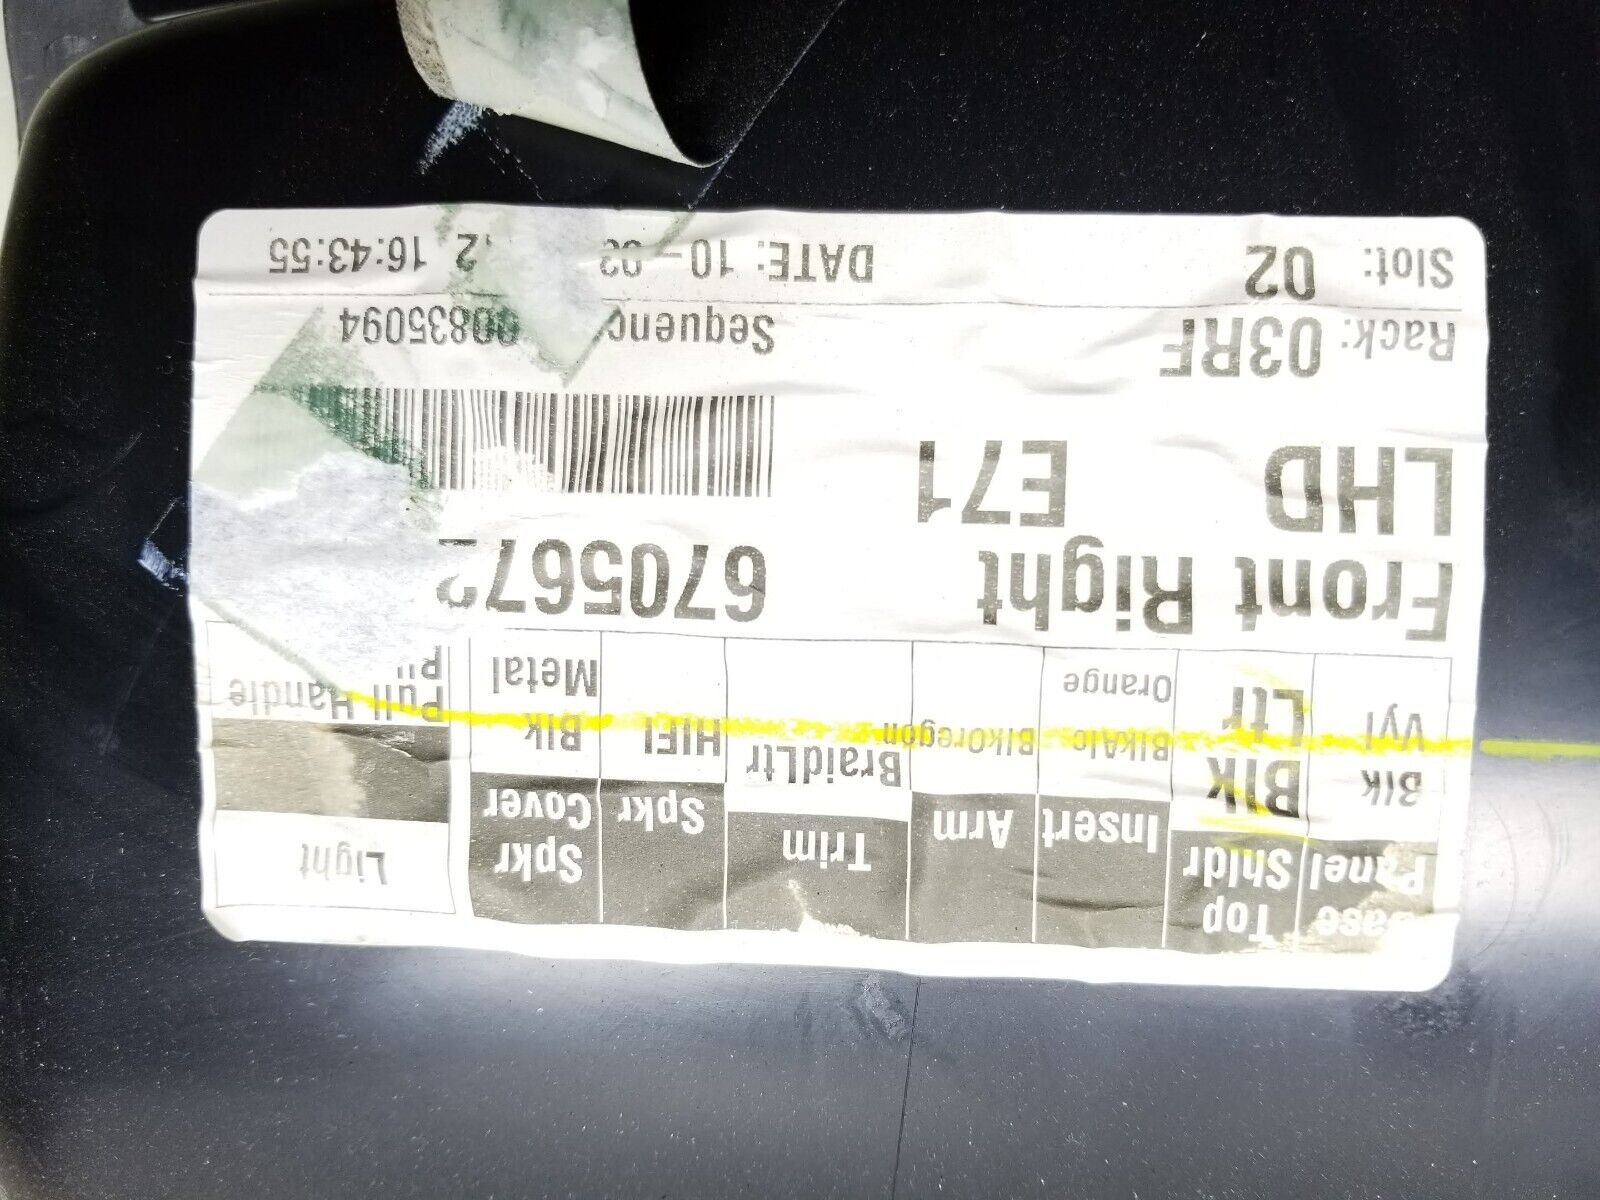 Base Top
Panel Shldr Insert Arm Trim Spkr Spkr Light
Cover
Blk Blk BlkAlc BlkOregon BraidLtr HIFI Blk Pull Handle
Vyl Ltr Orange Metal
Front Right 670567
LHD E71
Rack: 03RF Sequenc 00835094
Slot: 02 DATE: 10- 16:43:55